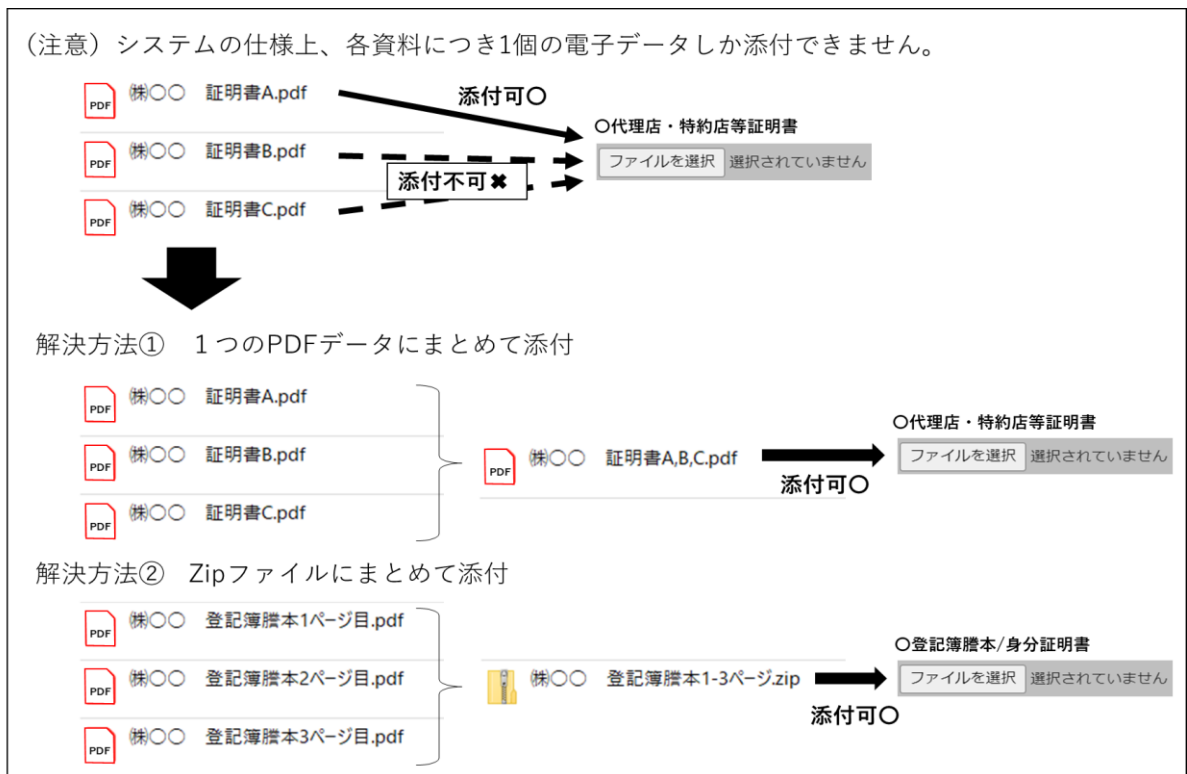 （注意）システムの仕様上、各資料につき1個の電子データしか添付できません。
PDF ㈱〇〇　証明書A.pdf
添付可〇
〇代理店・特約店等証明書
PDF ㈱〇〇　証明書B.pdf
ファイルを選択 選択されていません
添付不可✖
PDF ㈱〇〇　証明書C.pdf
解決方法①　１つのPDFデータにまとめて添付
PDF ㈱〇〇　証明書A.pdf
〇代理店・特約店等証明書
PDF ㈱〇〇　証明書B.pdf
PDF ㈱〇〇　証明書A,B,C.pdf
ファイルを選択 選択されていません
添付可〇
PDF ㈱〇〇　証明書C.pdf
解決方法②　Zipファイルにまとめて添付
PDF ㈱〇〇　登記簿謄本1ページ目.pdf
〇登記簿謄本/身分証明書
PDF ㈱〇〇　登記簿謄本2ページ目.pdf
㈱〇〇　登記簿謄本1-3ページ.zip
ファイルを選択 選択されていません
添付可〇
PDF ㈱〇〇　登記簿謄本3ページ目.pdf